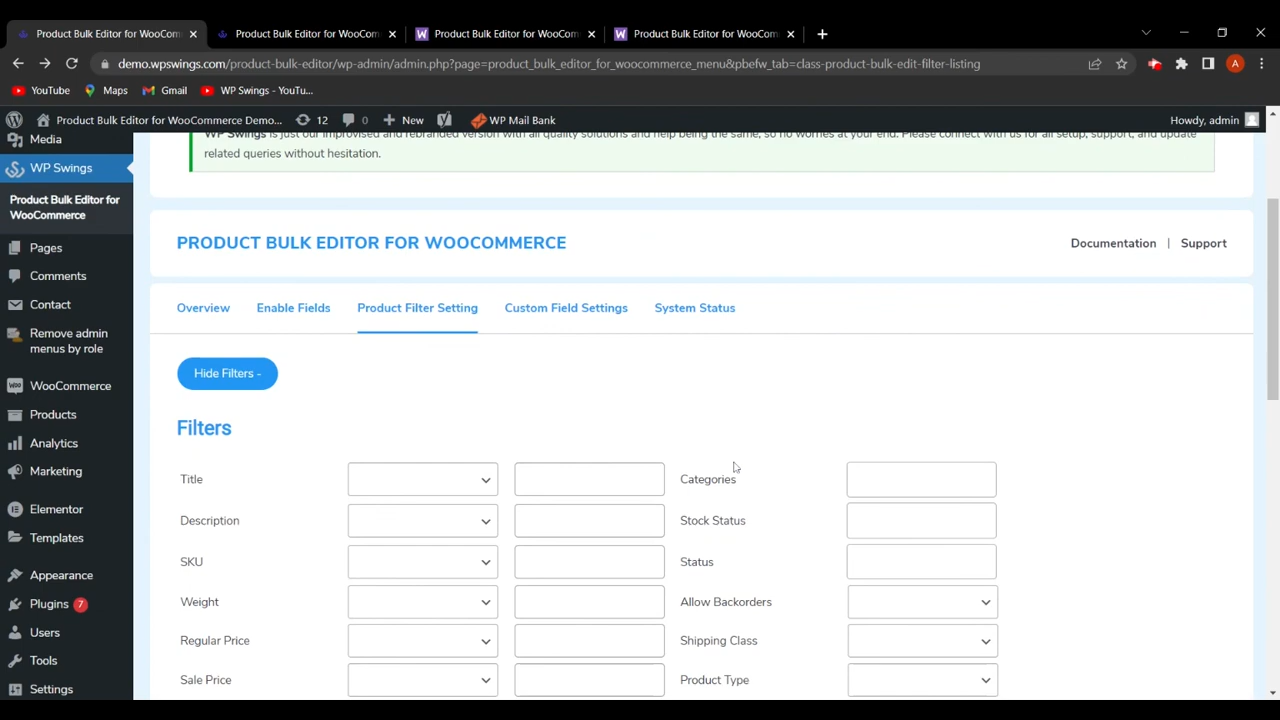 Product Bulk Editor for WooCom
Product Bulk Editor for WooCom
Product Bulk Editor for WooCom
Product Bulk Editor for WooCom
demo.wpswings.com/product-bulk-editor/wp-admin/admin.php?page=product_bulk_editor_for_woocommerce_menu&pbefw_tab=class-product-bulk-edit-filter-listing
A
YouTube
Maps
Gmail
WP Swings - YouTu...
Product Bulk Editor for WooCommerce Demo...
12
0
New
WP Mail Bank
Howdy, admin
Media
WP Swings
Product Bulk Editor for
WooCommerce
Pages
Comments
Contact
Remove admin
menus by role
WooCommerce
Products
Analytics
Marketing
Elementor
Templates
Appearance
Plugins 7
Users
Tools
Settings
WP Swings is just our improvised and rebranded version with all quality solutions and help being the same, so no worries at your end. Please connect with us for all setup, support, and update
related queries without hesitation.
PRODUCT BULK EDITOR FOR WOOCOMMERCE
Documentation | Support
Overview
Enable Fields
Product Filter Setting
Custom Field Settings
System Status
Hide Filters -
Filters
Title
Categories
Description
Stock Status
SKU
Status
Weight
Allow Backorders
Regular Price
Shipping Class
Sale Price
Product Type